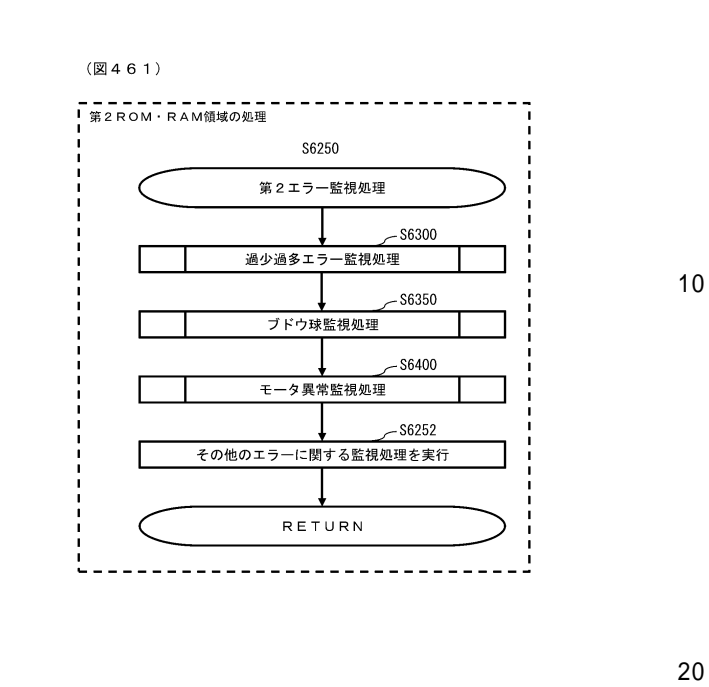 （図４６１）
第２ＲＯＭ・ＲＡＭ領域の処理
S6250
第２エラー監視処理
S6300
過少過多エラー監視処理
10
S6350
ブドウ球監視処理
S6400
モータ異常監視処理
S6252
その他のエラーに関する監視処理を実行
ＲＥＴＵＲＮ
20